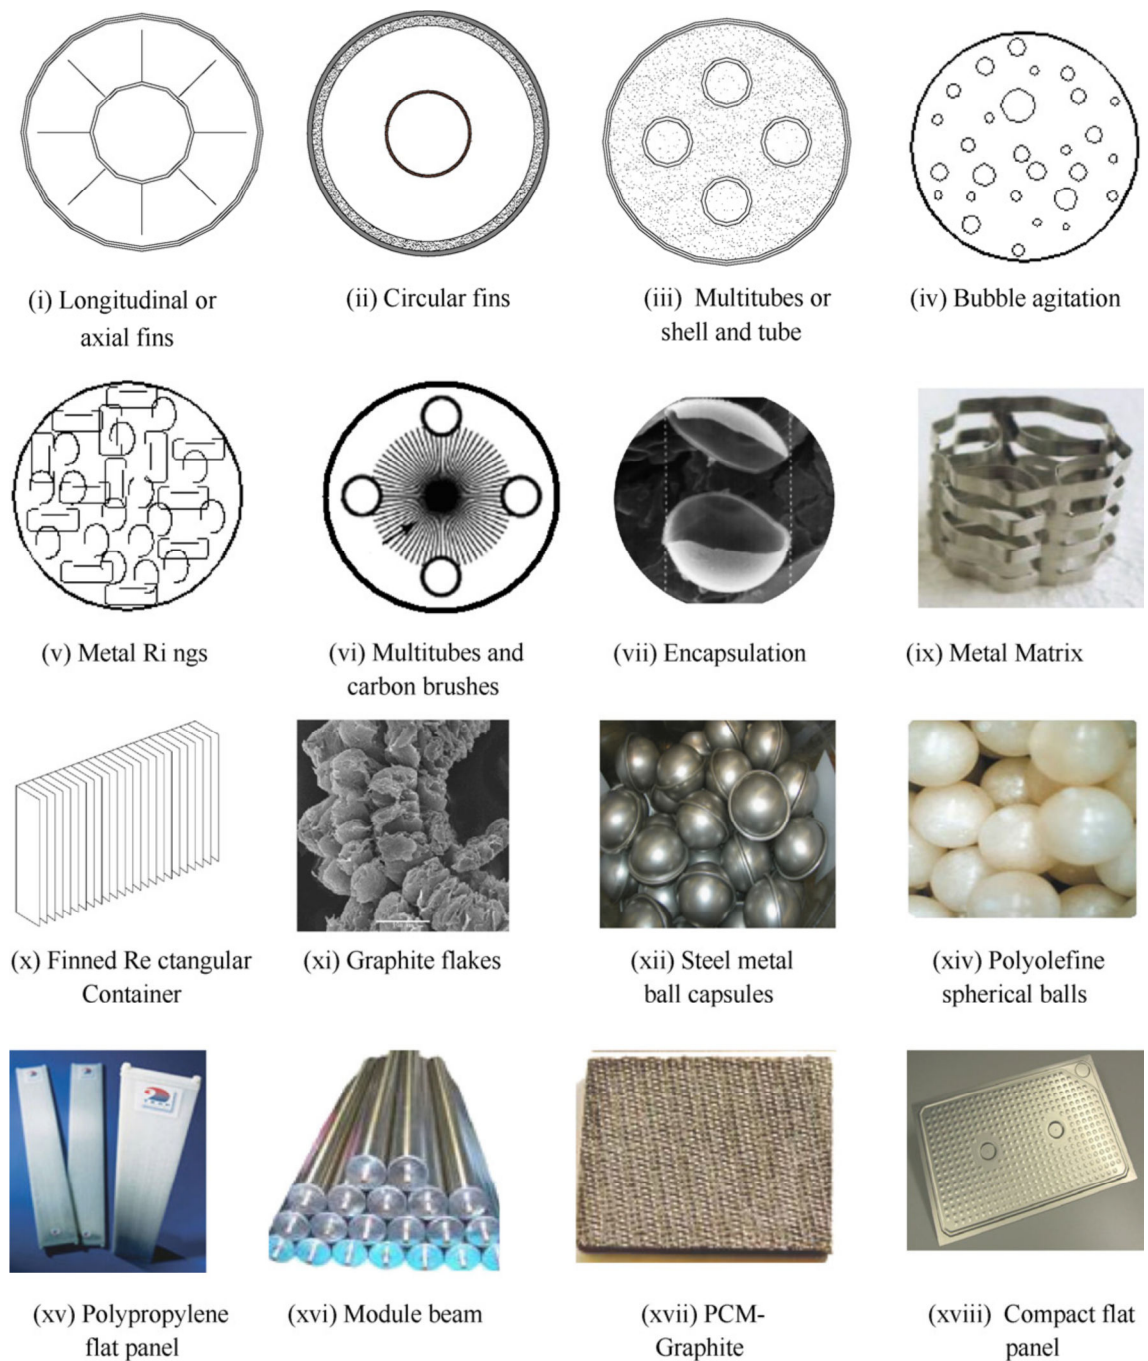 (i) Longitudinal or
axial fins
(ii) Circular fins
(iii) Multitubes or
shell and tube
(iv) Bubble agitation
(v) Metal Ri ngs
(vi) Multitubes and
carbon brushes
(vii) Encapsulation
(ix) Metal Matrix
(x) Finned Re ctangular
Container
(xi) Graphite flakes
(xii) Steel metal
ball capsules
(xiv) Polyolefine
spherical balls
(xv) Polypropylene
flat panel
(xvi) Module beam
(xvii) PCM-
Graphite
(xviii) Compact flat
panel